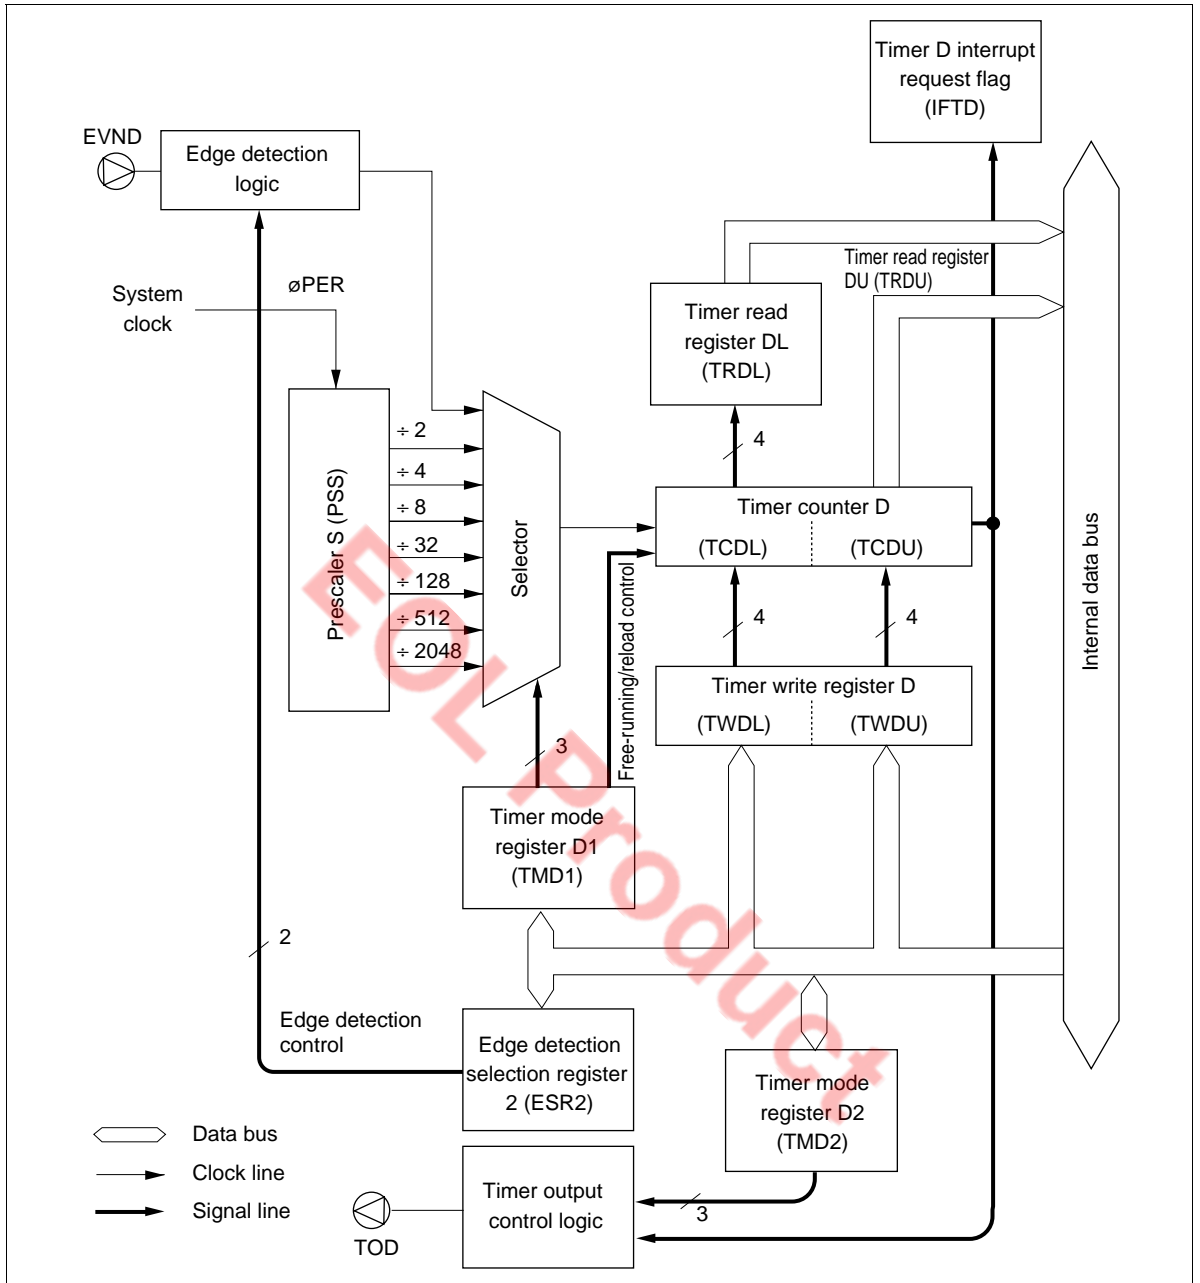 Timer D interrupt
request flag
(IFTD)
EVND
Edge detection
logic
øPER
System
clock
Timer read register
DU (TRDU)
Timer read
register DL
(TRDL)
Prescaler S (PSS)
÷ 2
÷ 4
÷ 8
÷ 32
÷ 128
÷ 512
÷ 2048
Selector
4
Timer counter D
(TCDL)
(TCDU)
Free-running/reload control
4
4
Timer write register D
(TWDL)
(TWDU)
Internal data bus
3
Timer mode
register D1
(TMD1)
2
Edge detection
control
Edge detection
selection register
2 (ESR2)
Timer mode
register D2
(TMD2)
Data bus
Clock line
Signal line
Timer output
control logic
TOD
3
EOL Product